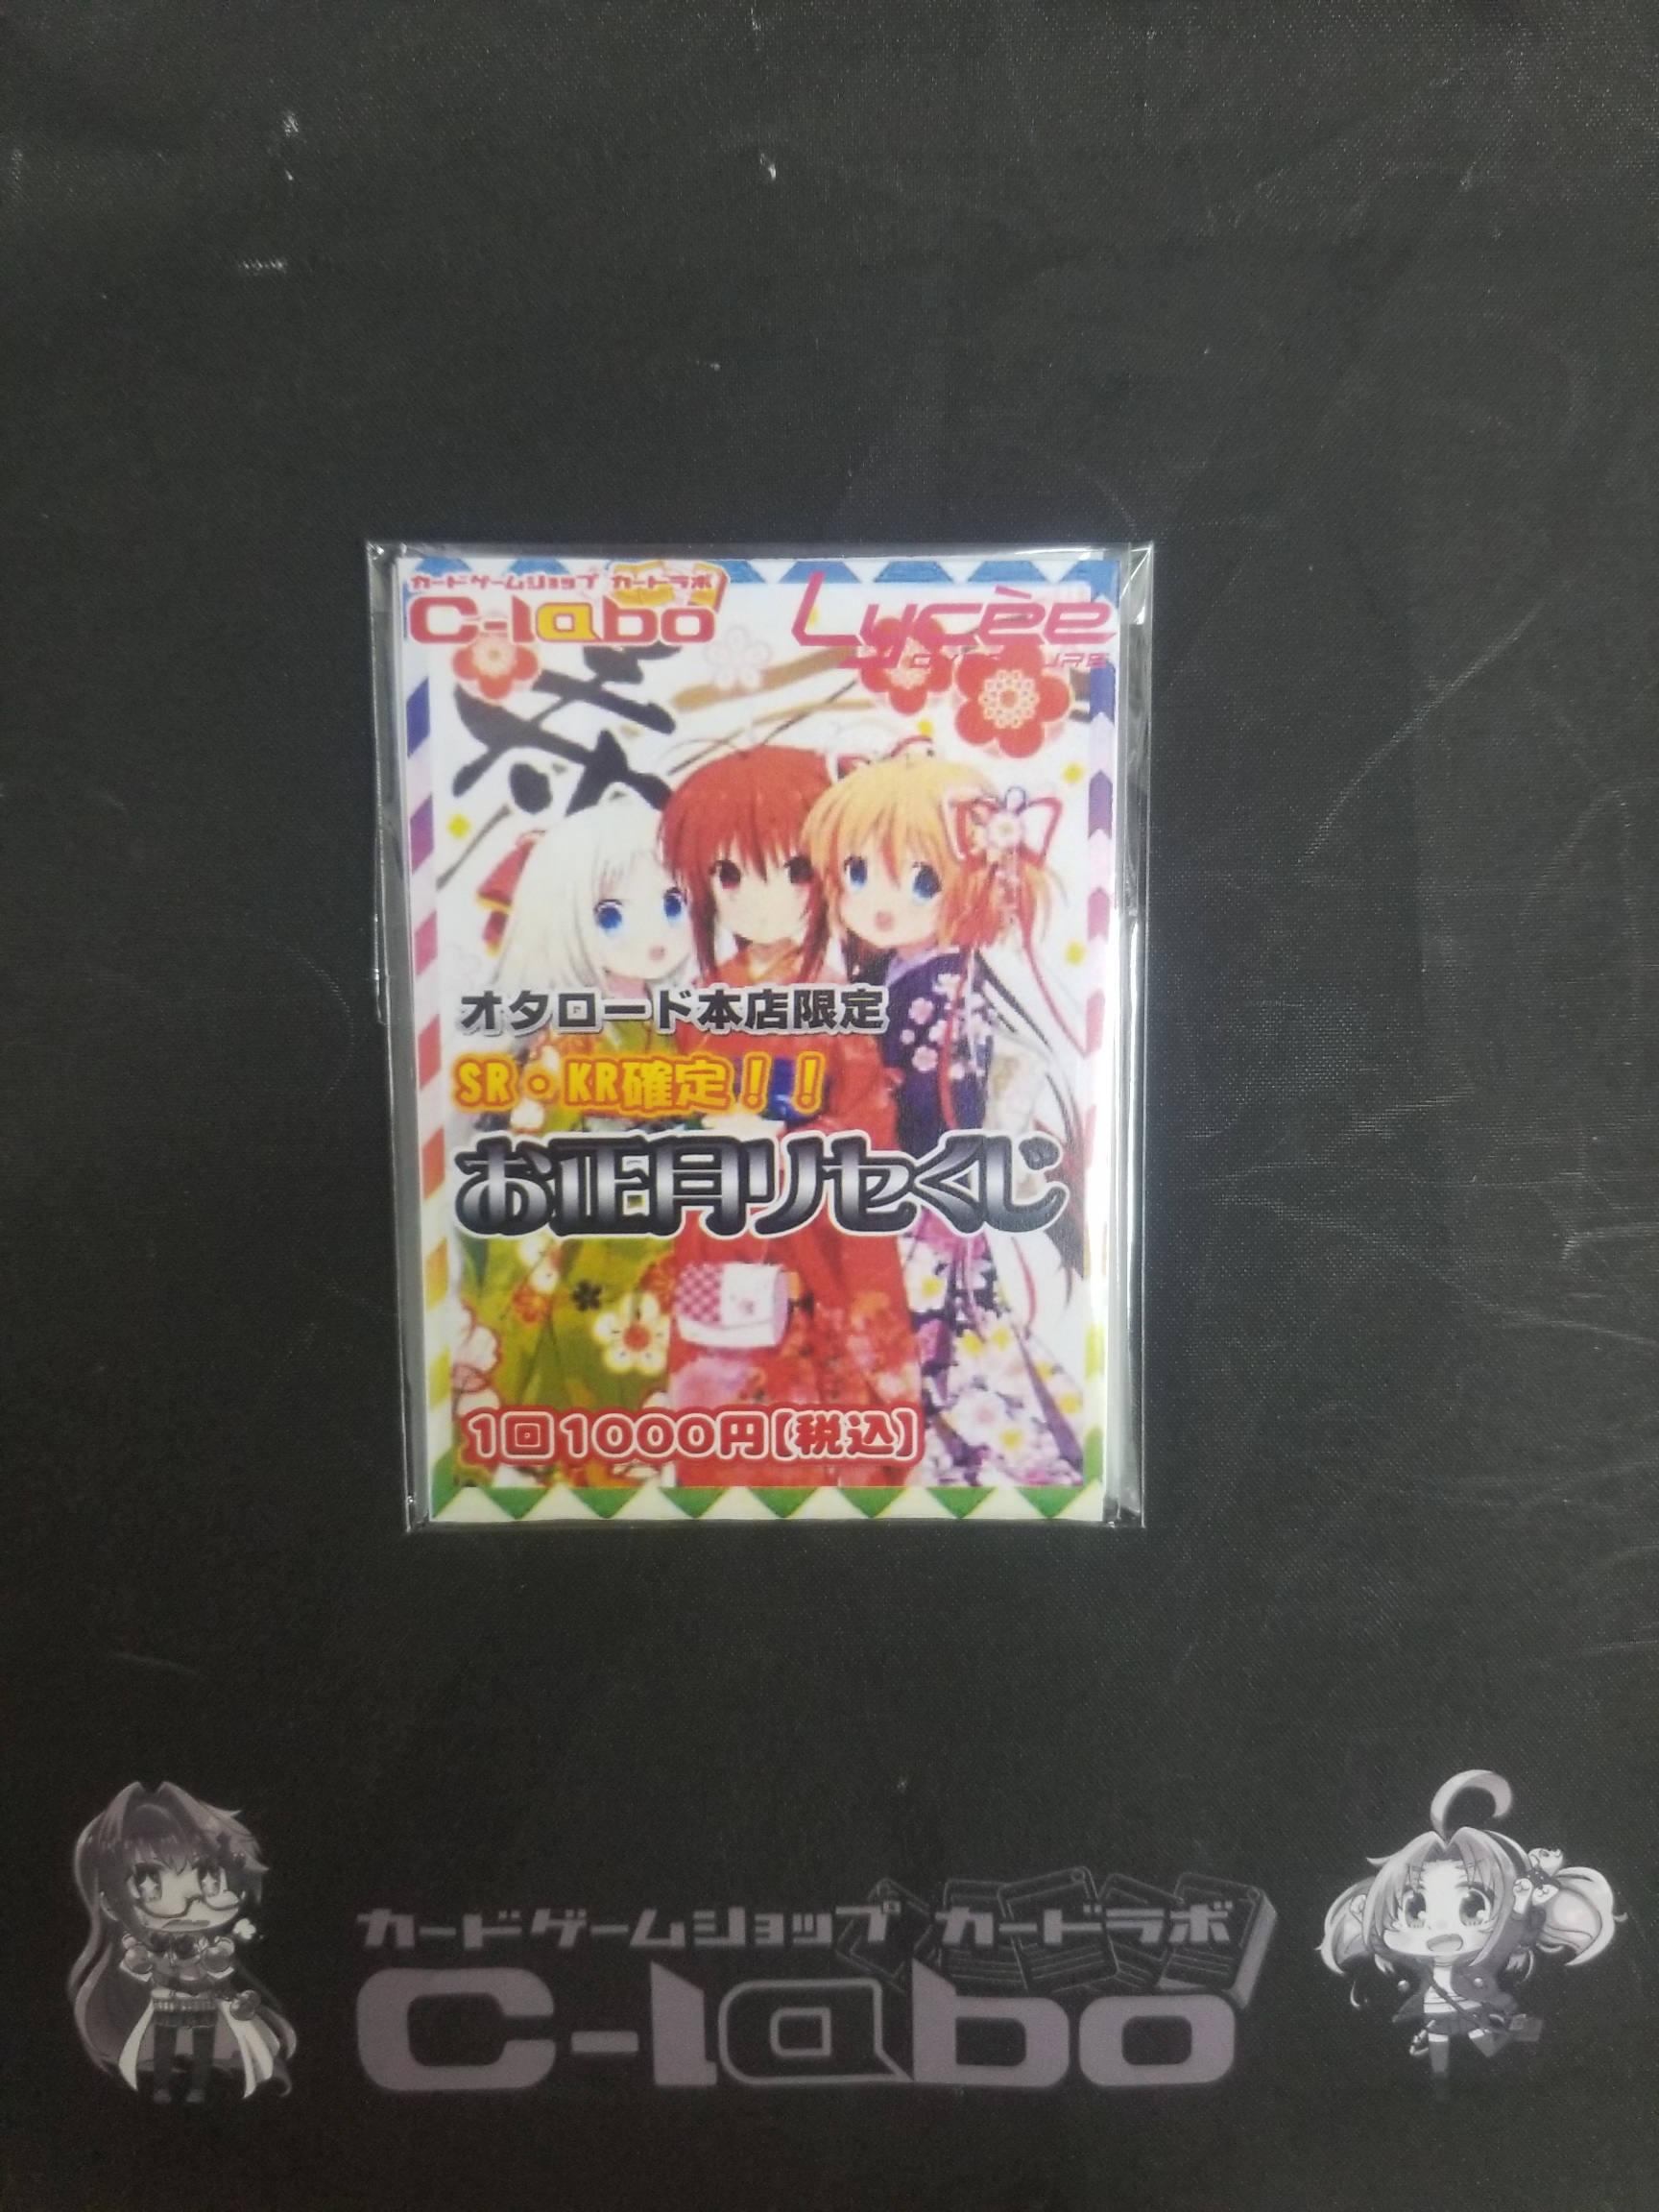 カードゲームショップ カードラボ
C-labo
Lycèe
オタロード本店限定
SR・KR確定！！
お正月リセくじ
1回1000円【税込】
カードゲームショップ カードラボ
C-labo